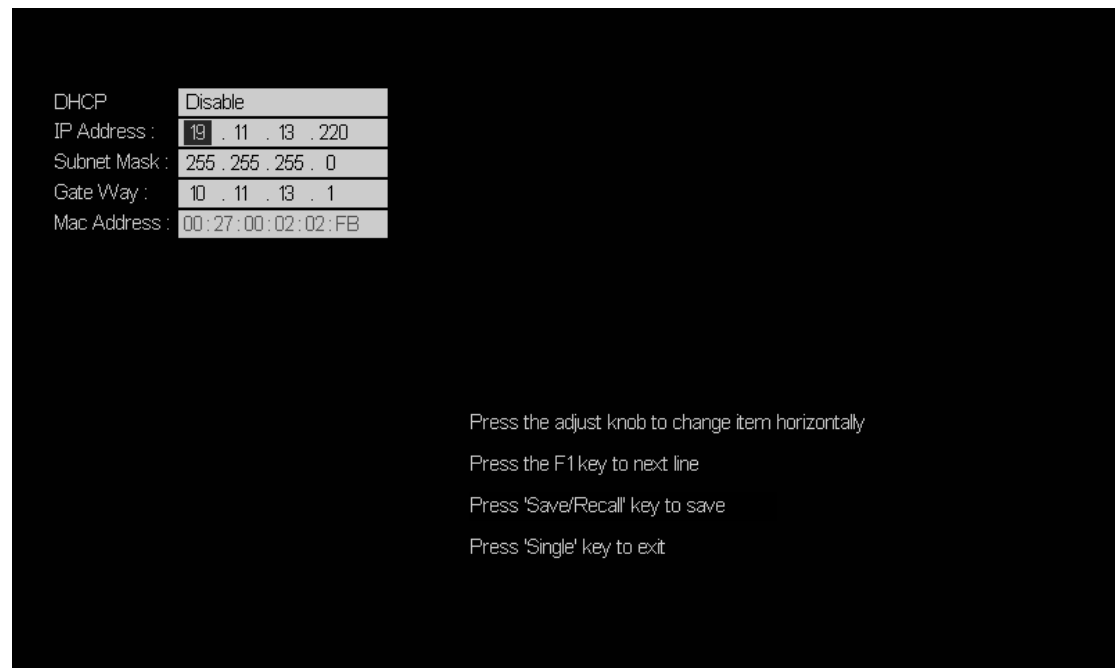 DHCP Disable
IP Address : 19 . 11 . 13 . 220
Subnet Mask : 255 . 255 . 255 . 0
Gate Way : 10 . 11 . 13 . 1
Mac Address : 00:27:00:02:02:FB
Press the adjust knob to change item horizontally
Press the F1 key to next line
Press 'Save/Recall' key to save
Press 'Single' key to exit